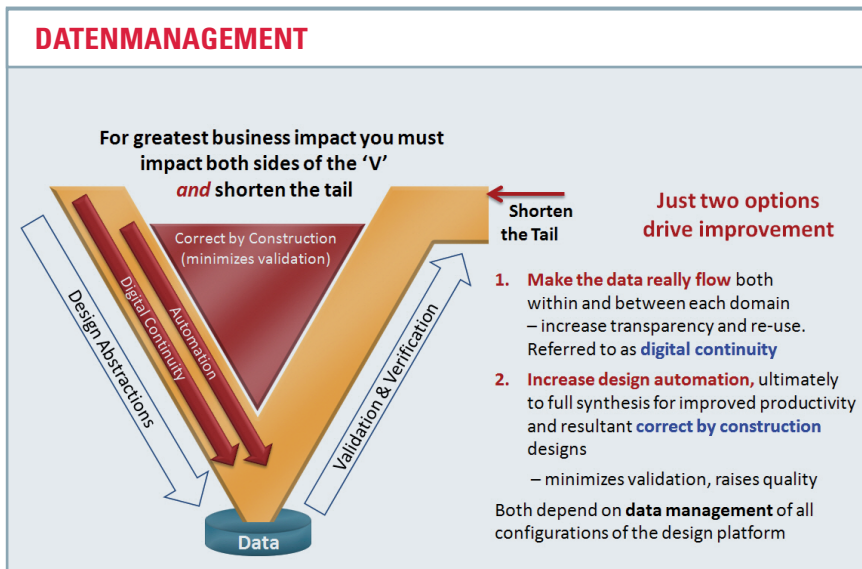 DATENMANAGEMENT
For greatest business impact you must
impact both sides of the ‘V’
and shorten the tail
Correct by Construction
(minimizes validation)
Design Abstractions
Digital Continuity
Automation
Validation & Verification
Data
Shorten
the Tail
Just two options
drive improvement
1. Make the data really flow both
within and between each domain
– increase transparency and re-use.
Referred to as digital continuity
2. Increase design automation, ultimately
to full synthesis for improved productivity
and resultant correct by construction
designs
– minimizes validation, raises quality
Both depend on data management of all
configurations of the design platform